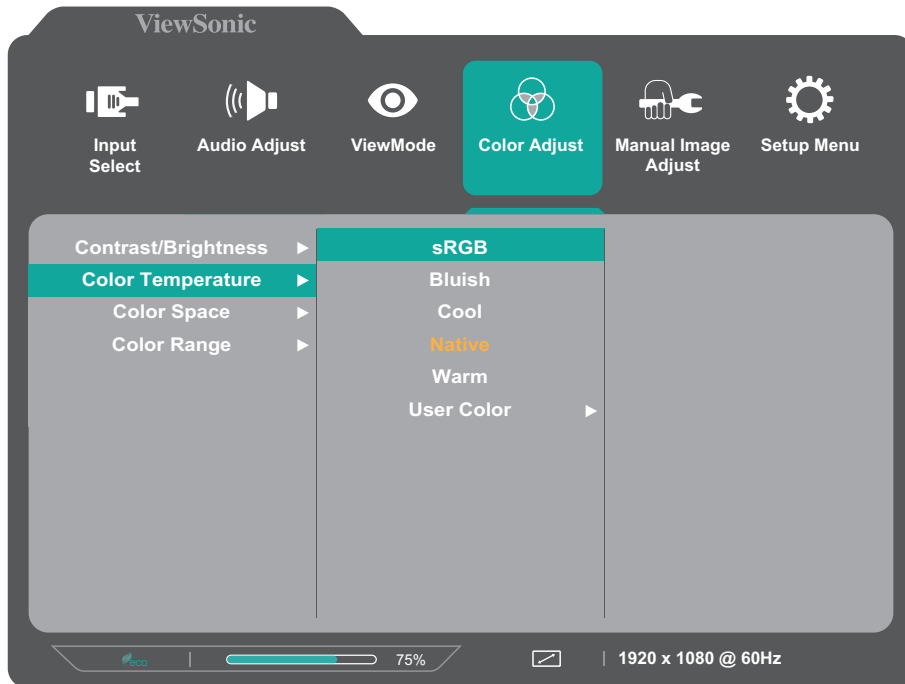 ViewSonic
Input
Select
Audio Adjust
ViewMode
Color Adjust
Manual Image
Adjust
Setup Menu
Contrast/Brightness
Color Temperature
Color Space
Color Range
sRGB
Bluish
Cool
Native
Warm
User Color
eco
75%
1920 x 1080 @ 60Hz